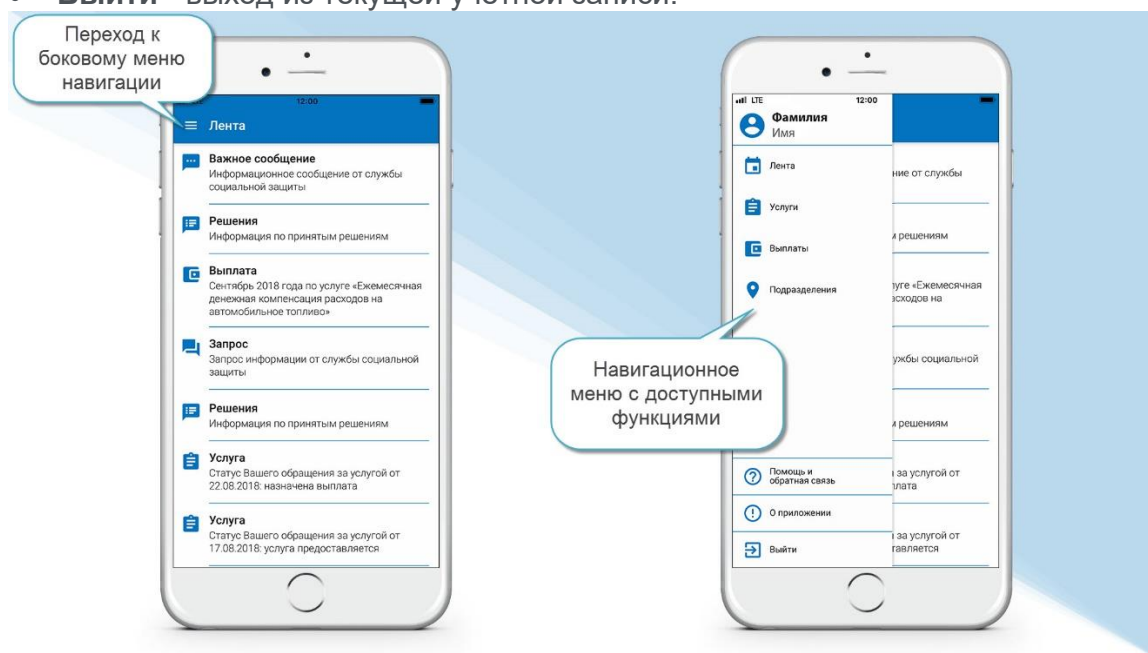 • Выйти - выход из текущей учетной записи.
Переход к
боковому меню
навигации
12:00
Лента
Важное сообщение
Информационное сообщение от службы
социальной защиты
Решения
Информация по принятым решениям
Выплата
Сентябрь 2018 года по услуге «Ежемесячная
денежная компенсация расходов на
автомобильное топливо»
Запрос
Запрос информации от службы социальной
защиты
Решения
Информация по принятым решениям
Услуга
Статус Вашего обращения за услугой от
22.08.2018: назначена выплата
Услуга
Статус Вашего обращения за услугой от
17.08.2018: услуга предоставляется
LTE 12:00
Фамилия
Имя
Лента
Услуги
Выплаты
Подразделения
Навигационное
меню с доступными
функциями
Помощь и
обратная связь
О приложении
Выйти
ние от службы
м решениям
луге «Ежемесячная
асходов на
ужбы социальной
м решениям
за услугой от
плата
за услугой от
тавляется